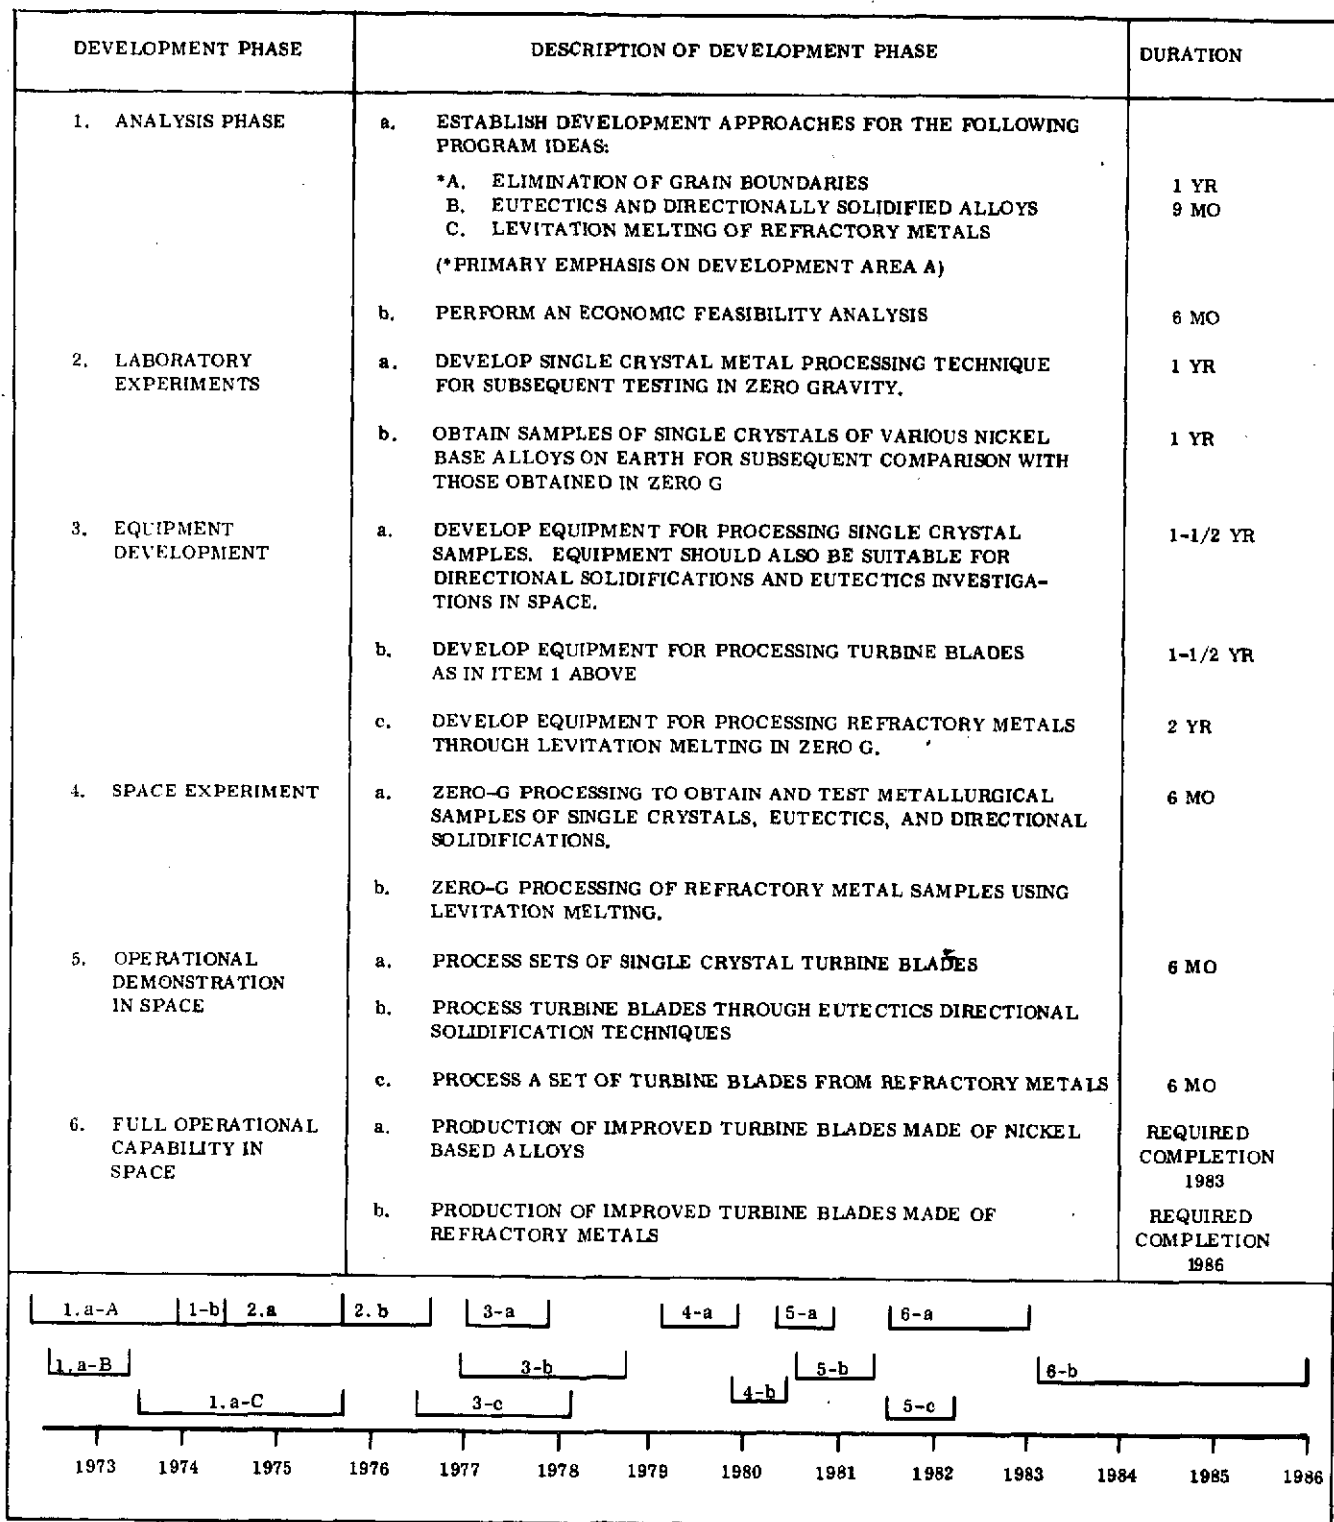 DEVELOPMENT PHASE DESCRIPTION OF DEVELOPMENT PHASE DURATION
1. ANALYSIS PHASE a. ESTABLISH DEVELOPMENT APPROACHES FOR THE FOLLOWING
PROGRAM IDEAS:
*A. ELIMINATION OF GRAIN BOUNDARIES 1 YR
B. EUTECTICS AND DIRECTIONALLY SOLIDIFIED ALLOYS 9 MO
C. LEVITATION MELTING OF REFRACTORY METALS
(*PRIMARY EMPHASIS ON DEVELOPMENT AREA A)
b. PERFORM AN ECONOMIC FEASIBILITY ANALYSIS 6 MO
2. LABORATORY a. DEVELOP SINGLE CRYSTAL METAL PROCESSING TECHNIQUE 1 YR
EXPERIMENTS FOR SUBSEQUENT TESTING IN ZERO GRAVITY.
b. OBTAIN SAMPLES OF SINGLE CRYSTALS OF VARIOUS NICKEL 1 YR
BASE ALLOYS ON EARTH FOR SUBSEQUENT COMPARISON WITH
THOSE OBTAINED IN ZERO G
3. EQUIPMENT a. DEVELOP EQUIPMENT FOR PROCESSING SINGLE CRYSTAL 1-1/2 YR
DEVELOPMENT SAMPLES. EQUIPMENT SHOULD ALSO BE SUITABLE FOR
DIRECTIONAL SOLIDIFICATIONS AND EUTECTICS INVESTIGA-
TIONS IN SPACE.
b. DEVELOP EQUIPMENT FOR PROCESSING TURBINE BLADES 1-1/2 YR
AS IN ITEM 1 ABOVE
c. DEVELOP EQUIPMENT FOR PROCESSING REFRACTORY METALS 2 YR
THROUGH LEVITATION MELTING IN ZERO G.
4. SPACE EXPERIMENT a. ZERO-G PROCESSING TO OBTAIN AND TEST METALLURGICAL 6 MO
SAMPLES OF SINGLE CRYSTALS, EUTECTICS, AND DIRECTIONAL
SOLIDIFICATIONS.
b. ZERO-G PROCESSING OF REFRACTORY METAL SAMPLES USING
LEVITATION MELTING.
5. OPERATIONAL a. PROCESS SETS OF SINGLE CRYSTAL TURBINE BLADES 6 MO
DEMONSTRATION
IN SPACE b. PROCESS TURBINE BLADES THROUGH EUTECTICS DIRECTIONAL
SOLIDIFICATION TECHNIQUES
c. PROCESS A SET OF TURBINE BLADES FROM REFRACTORY METALS 6 MO
6. FULL OPERATIONAL a. PRODUCTION OF IMPROVED TURBINE BLADES MADE OF NICKEL REQUIRED
CAPABILITY IN BASED ALLOYS COMPLETION
SPACE 1983
b. PRODUCTION OF IMPROVED TURBINE BLADES MADE OF REQUIRED
REFRACTORY METALS COMPLETION
1986
1.a-A 1-b 2.a 2.b 3-a 4-a 5-a 6-a
1.a-B 3-b 5-b 6-b
1.a-C 3-c 4-b 5-c
1973 1974 1975 1976 1977 1978 1979 1980 1981 1982 1983 1984 1985 1986